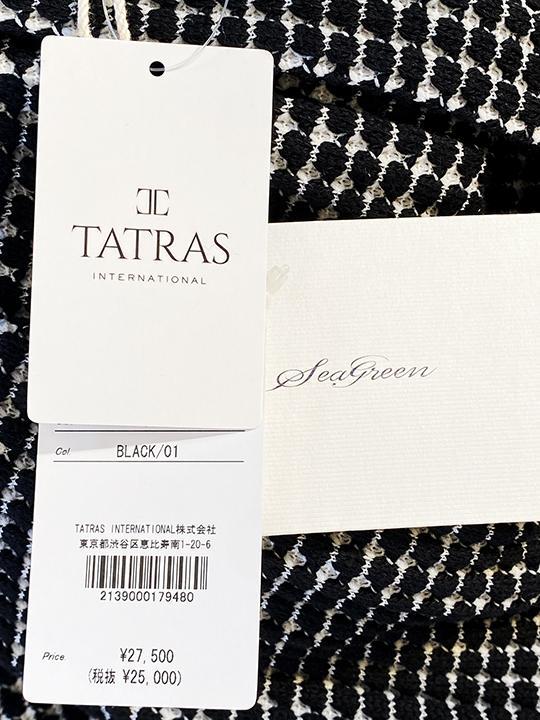 TATRAS
INTERNATIONAL
SeaGreen
Col. BLACK/01
TATRAS INTERNATIONAL株式会社
東京都渋谷区恵比寿南1-20-6
2139000179480
Price. ¥27,500
(税抜 ¥25,000)